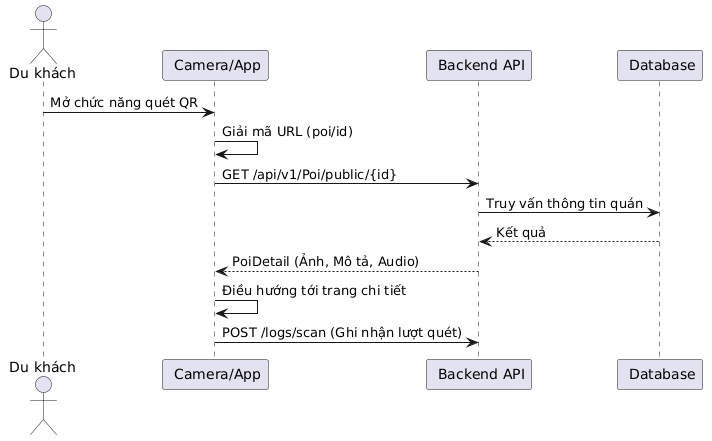 Du khách
Camera/App
Backend API
Database
Mở chức năng quét QR
Giải mã URL (poi/id)
GET /api/v1/Poi/public/{id}
Truy vấn thông tin quán
Kết quả
PoiDetail (Ảnh, Mô tả, Audio)
Điều hướng tới trang chi tiết
POST /logs/scan (Ghi nhận lượt quét)
Du khách
Camera/App
Backend API
Database